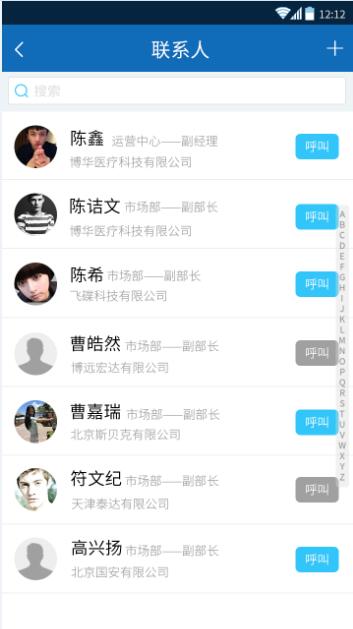 12:12
联系人
搜索
陈鑫 运营中心——副经理
博华医疗科技有限公司
呼叫
陈诘文 市场部——副部长
博华医疗科技有限公司
呼叫
陈希 市场部——副部长
飞碟科技有限公司
呼叫
曹皓然 市场部——副部长
博远宏达有限公司
呼叫
曹嘉瑞 市场部——副部长
北京斯贝克有限公司
呼叫
符文纪 市场部——副部长
天津泰达有限公司
呼叫
高兴扬 市场部——副部长
北京国安有限公司
呼叫
A
B
C
D
E
F
G
H
I
J
K
L
M
N
O
P
Q
R
S
T
U
V
W
X
Y
Z